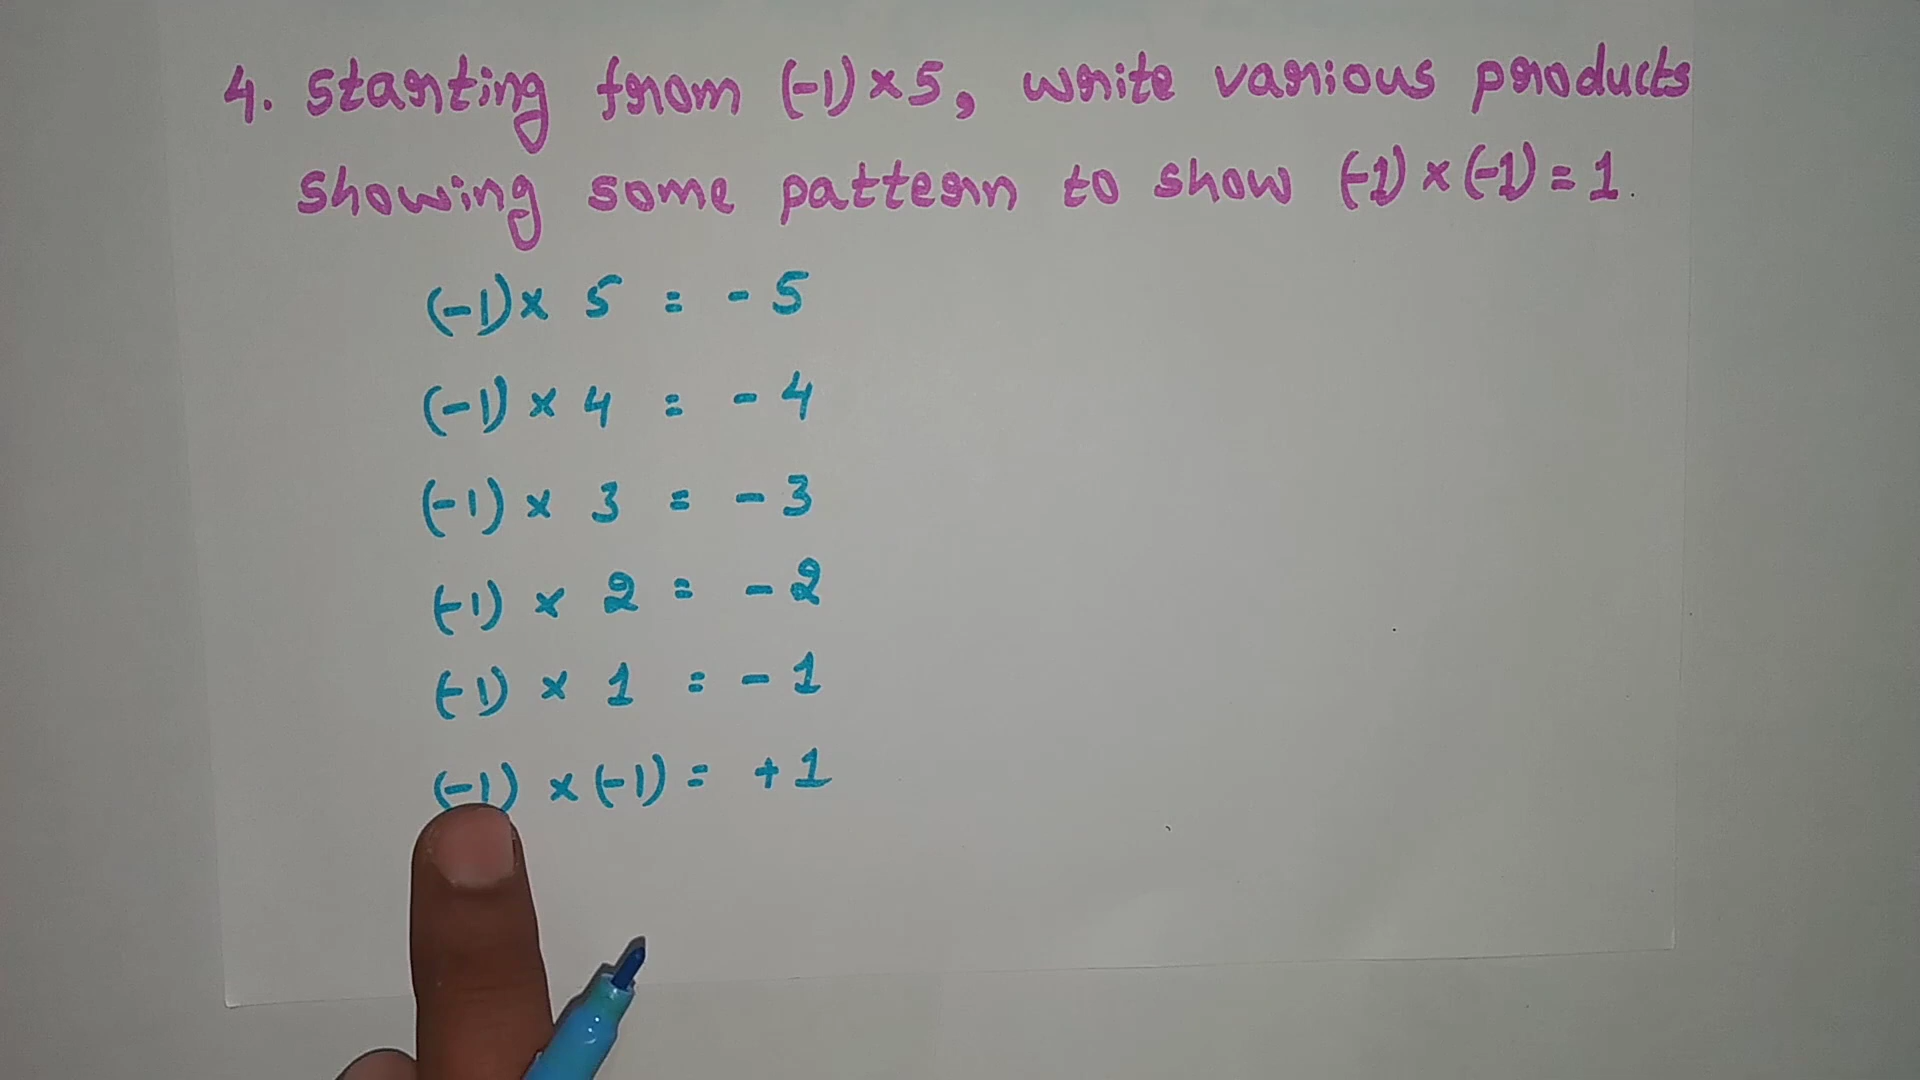 4. Starting from (-1)×5, write various products
showing some pattern to show (-1)×(-1)=1.
(-1)× 5 = -5
(-1) × 4 = -4
(-1) × 3 = -3
(-1) × 2 = -2
(-1) × 1 = -1
(-1) × (-1) = +1